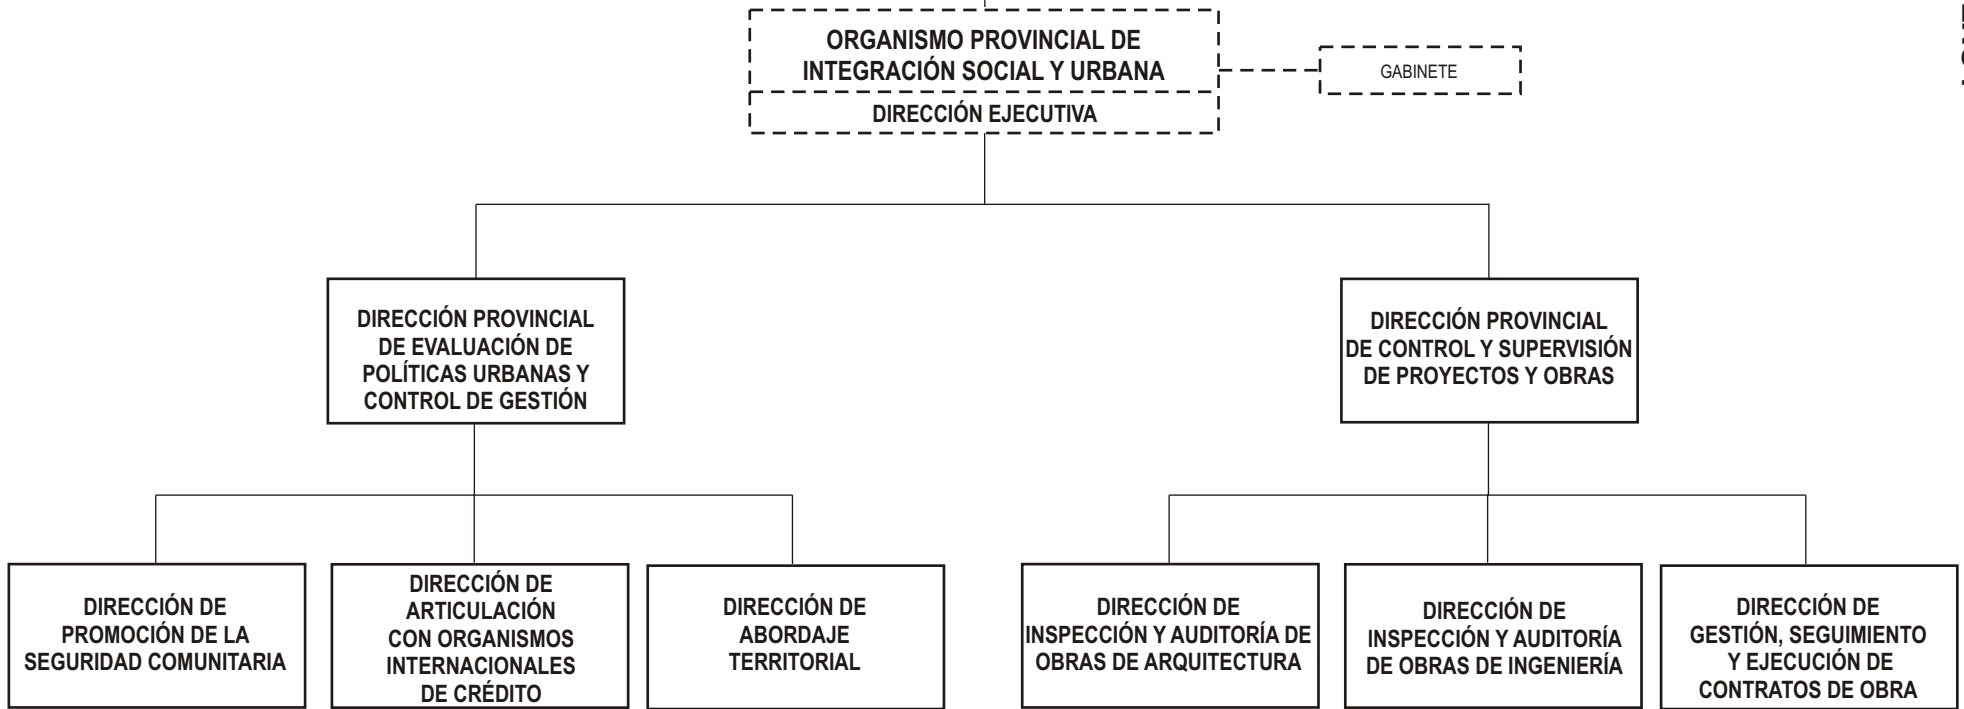 ORGANISMO PROVINCIAL DE
INTEGRACIÓN SOCIAL Y URBANA
DIRECCIÓN EJECUTIVA
GABINETE
DIRECCIÓN PROVINCIAL
DE EVALUACIÓN DE
POLÍTICAS URBANAS Y
CONTROL DE GESTIÓN
DIRECCIÓN PROVINCIAL
DE CONTROL Y SUPERVISIÓN
DE PROYECTOS Y OBRAS
DIRECCIÓN DE
PROMOCIÓN DE LA
SEGURIDAD COMUNITARIA
DIRECCIÓN DE
ARTICULACIÓN
CON ORGANISMOS
INTERNACIONALES
DE CRÉDITO
DIRECCIÓN DE
ABORDAJE
TERRITORIAL
DIRECCIÓN DE
INSPECCIÓN Y AUDITORÍA DE
OBRAS DE ARQUITECTURA
DIRECCIÓN DE
INSPECCIÓN Y AUDITORÍA
DE OBRAS DE INGENIERÍA
DIRECCIÓN DE
GESTIÓN, SEGUIMIENTO
Y EJECUCIÓN DE
CONTRATOS DE OBRA